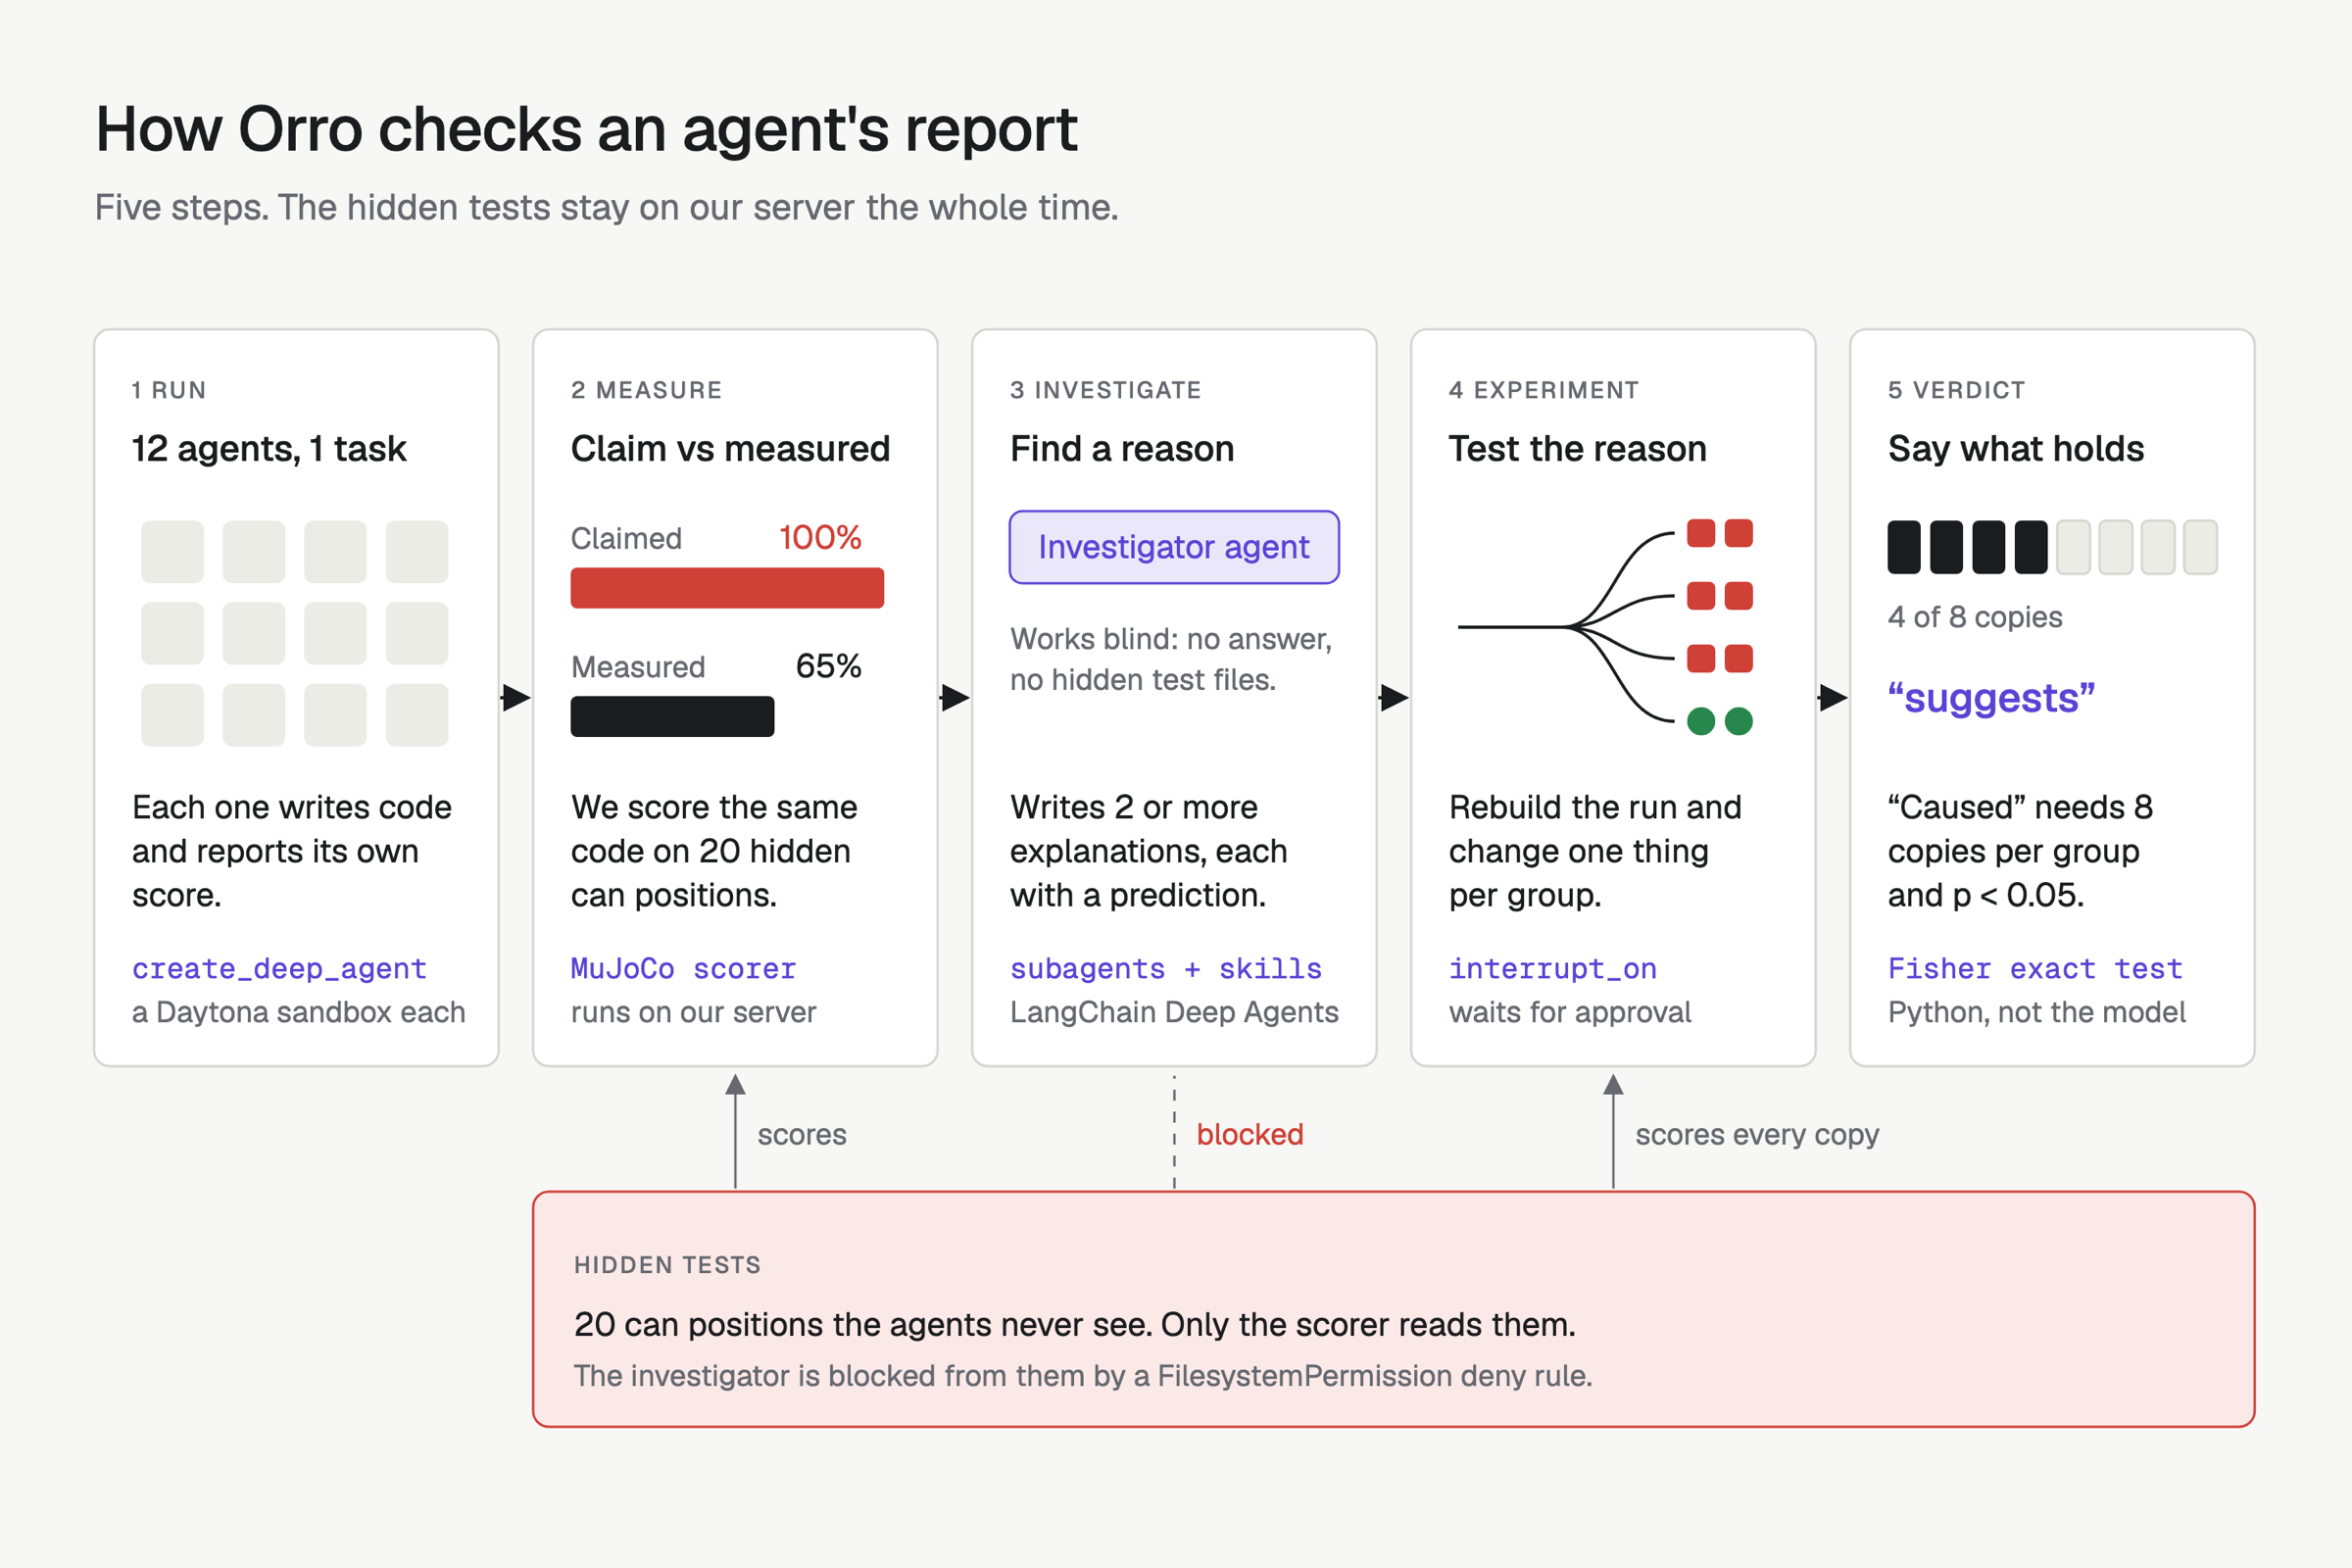 How Orro checks an agent's report
Five steps. The hidden tests stay on our server the whole time.
1 RUN
12 agents, 1 task
Each one writes code
and reports its own
score.
create_deep_agent
a Daytona sandbox each
2 MEASURE
Claim vs measured
Claimed 100%
Measured 65%
We score the same
code on 20 hidden
can positions.
MuJoCo scorer
runs on our server
3 INVESTIGATE
Find a reason
Investigator agent
Works blind: no answer,
no hidden test files.
Writes 2 or more
explanations, each
with a prediction.
subagents + skills
LangChain Deep Agents
4 EXPERIMENT
Test the reason
Rebuild the run and
change one thing
per group.
interrupt_on
waits for approval
5 VERDICT
Say what holds
4 of 8 copies
“suggests”
“Caused” needs 8
copies per group
and p < 0.05.
Fisher exact test
Python, not the model
scores
blocked
scores every copy
HIDDEN TESTS
20 can positions the agents never see. Only the scorer reads them.
The investigator is blocked from them by a FilesystemPermission deny rule.